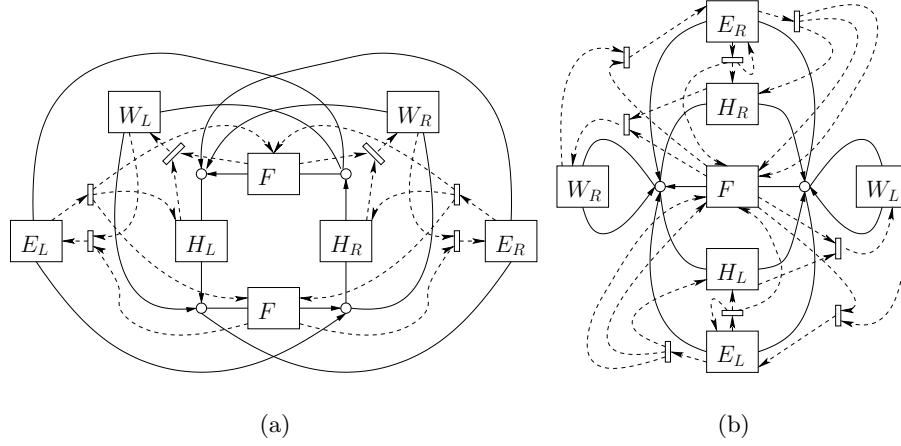 E_R
W_L W_R H_R
F
W_R F W_L
E_L H_L H_R E_R
H_L
F
E_L
(a) (b)